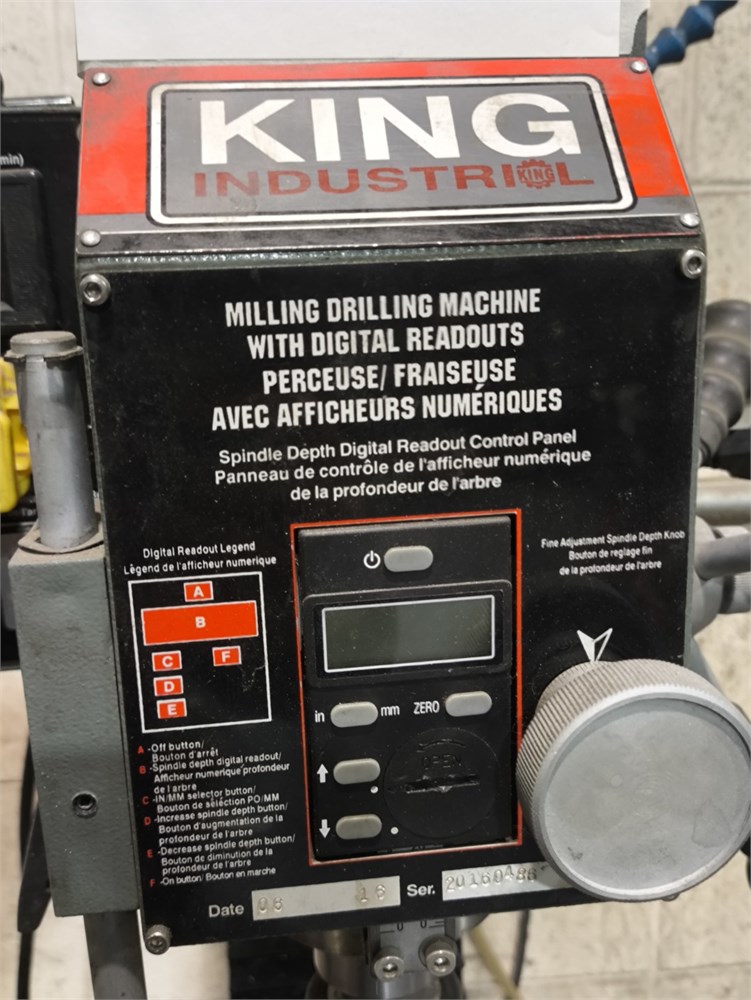 min)
KING
INDUSTRIAL
KING
MILLING DRILLING MACHINE
WITH DIGITAL READOUTS
PERCEUSE/ FRAISEUSE
AVEC AFFICHEURS NUMÉRIQUES
Spindle Depth Digital Readout Control Panel
Panneau de contrôle de l'afficheur numérique
de la profondeur de l'arbre
Digital Readout Legend
Légend de l'afficheur numerique
A
B
C
F
D
E
Fine Adjustment Spindle Depth Knob
Bouton de reglage fin
de la profondeur de l'arbre
in
mm
ZERO
OPEN
A -Off button/
Bouton d'arrêt
B -Spindle depth digital readout/
Afficheur numerique profondeur
de l arbre
C -IN/MM selector button/
Bouton de sélection PO/MM
D -Increase spindle depth button/
Bouton d'augmentation de la
profondeur de l'arbre
E -Decrease spindle depth button/
Bouton de diminution de la
profondeur de l'arbre
F -On button/ Bouton en marche
Date 08 16 Ser.